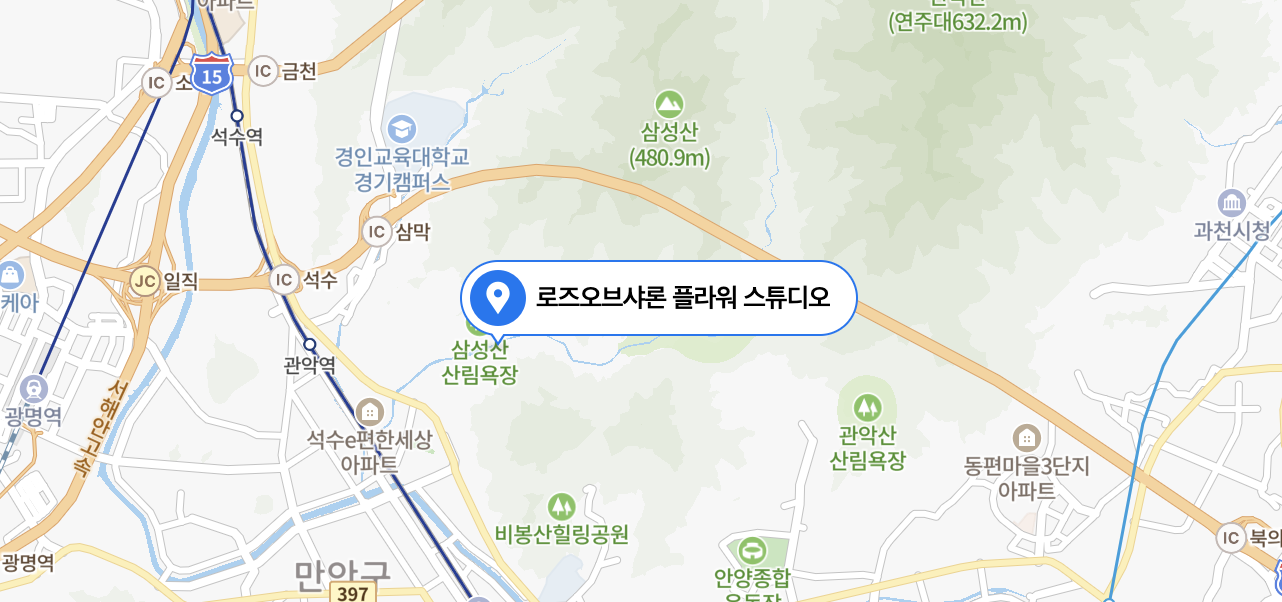 아파트
(연주대632.2m)
IC 금천
IC 소
15
석수역
삼성산
(480.9m)
경인교육대학교
경기캠퍼스
과천시청
IC 삼막
JC 일직
IC 석수
케아
로즈오브샤론 플라워 스튜디오
삼성산
산림욕장
관악역
광명역
서해안고속
석수e편한세상
아파트
관악산
산림욕장
동편마을3단지
아파트
비봉산힐링공원
IC 북의
광명역
만안구
397
안양종합
운동장